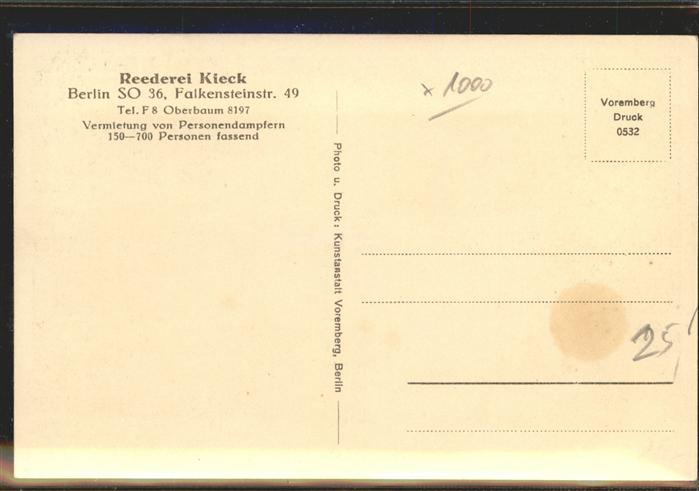 Reederei Kieck
Berlin SO 36, Falkensteinstr. 49
Tel. F 8 Oberbaum 8197
Vermietung von Personendampfern
150—700 Personen fassend
Photo u. Druck: Kunstanstalt Voremberg, Berlin
x 1000
Voremberg
Druck
0532
25